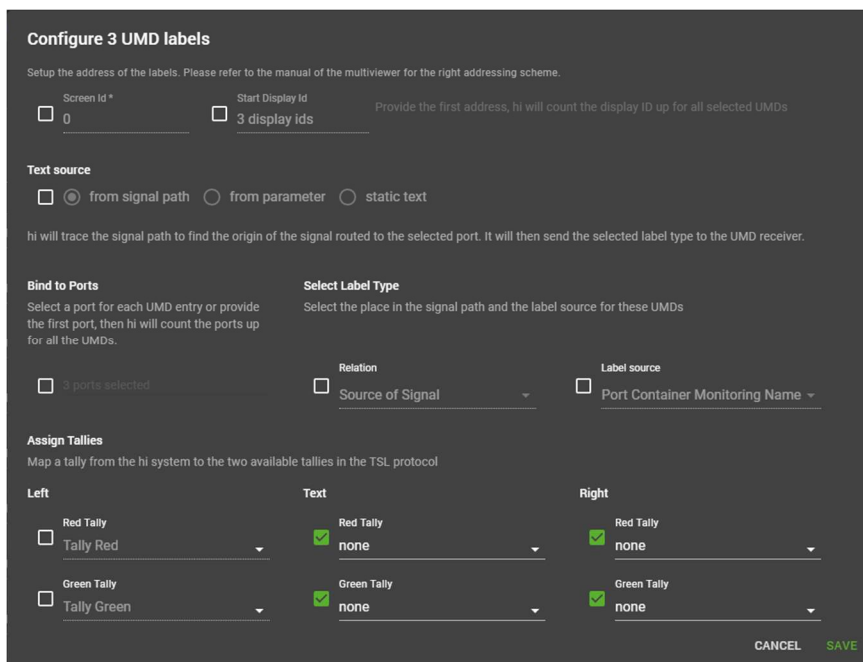 Configure 3 UMD labels
Setup the address of the labels. Please refer to the manual of the multiviewer for the right addressing scheme.
Screen Id *
0
Start Display Id
3 display ids
Provide the first address, hi will count the display ID up for all selected UMDs
Text source
from signal path
from parameter
static text
hi will trace the signal path to find the origin of the signal routed to the selected port. It will then send the selected label type to the UMD receiver.
Bind to Ports
Select a port for each UMD entry or provide
the first port, then hi will count the ports up
for all the UMDs.
3 ports selected
Select Label Type
Select the place in the signal path and the label source for these UMDs
Relation
Source of Signal
Label source
Port Container Monitoring Name
Assign Tallies
Map a tally from the hi system to the two available tallies in the TSL protocol
Left
Red Tally
Tally Red
Green Tally
Tally Green
Text
Red Tally
none
Green Tally
none
Right
Red Tally
none
Green Tally
none
CANCEL
SAVE